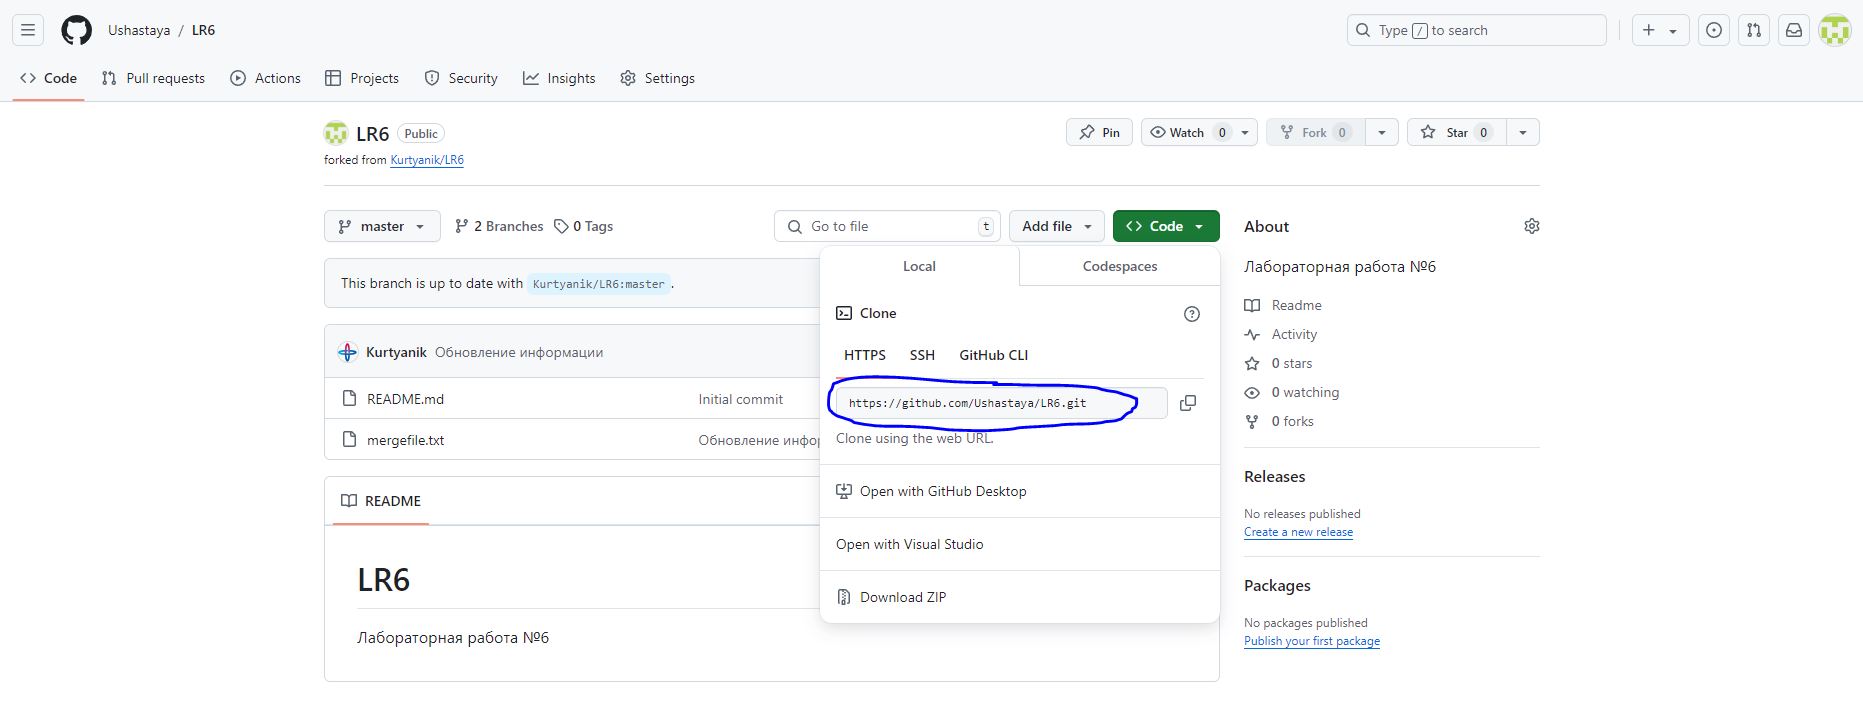 Ushastaya / LR6
Type / to search
Code Pull requests Actions Projects Security Insights Settings
LR6 Public
forked from Kurtyanik/LR6
Pin Watch 0 Fork 0 Star 0
master 2 Branches 0 Tags Go to file t Add file Code
This branch is up to date with Kurtyanik/LR6:master .
Kurtyanik Обновление информации
README.md Initial commit
mergefile.txt Обновление инфор
README
LR6
Лабораторная работа №6
Local Codespaces
Clone
HTTPS SSH GitHub CLI
https://github.com/Ushastaya/LR6.git
Clone using the web URL.
Open with GitHub Desktop
Open with Visual Studio
Download ZIP
About
Лабораторная работа №6
Readme
Activity
0 stars
0 watching
0 forks
Releases
No releases published
Create a new release
Packages
No packages published
Publish your first package